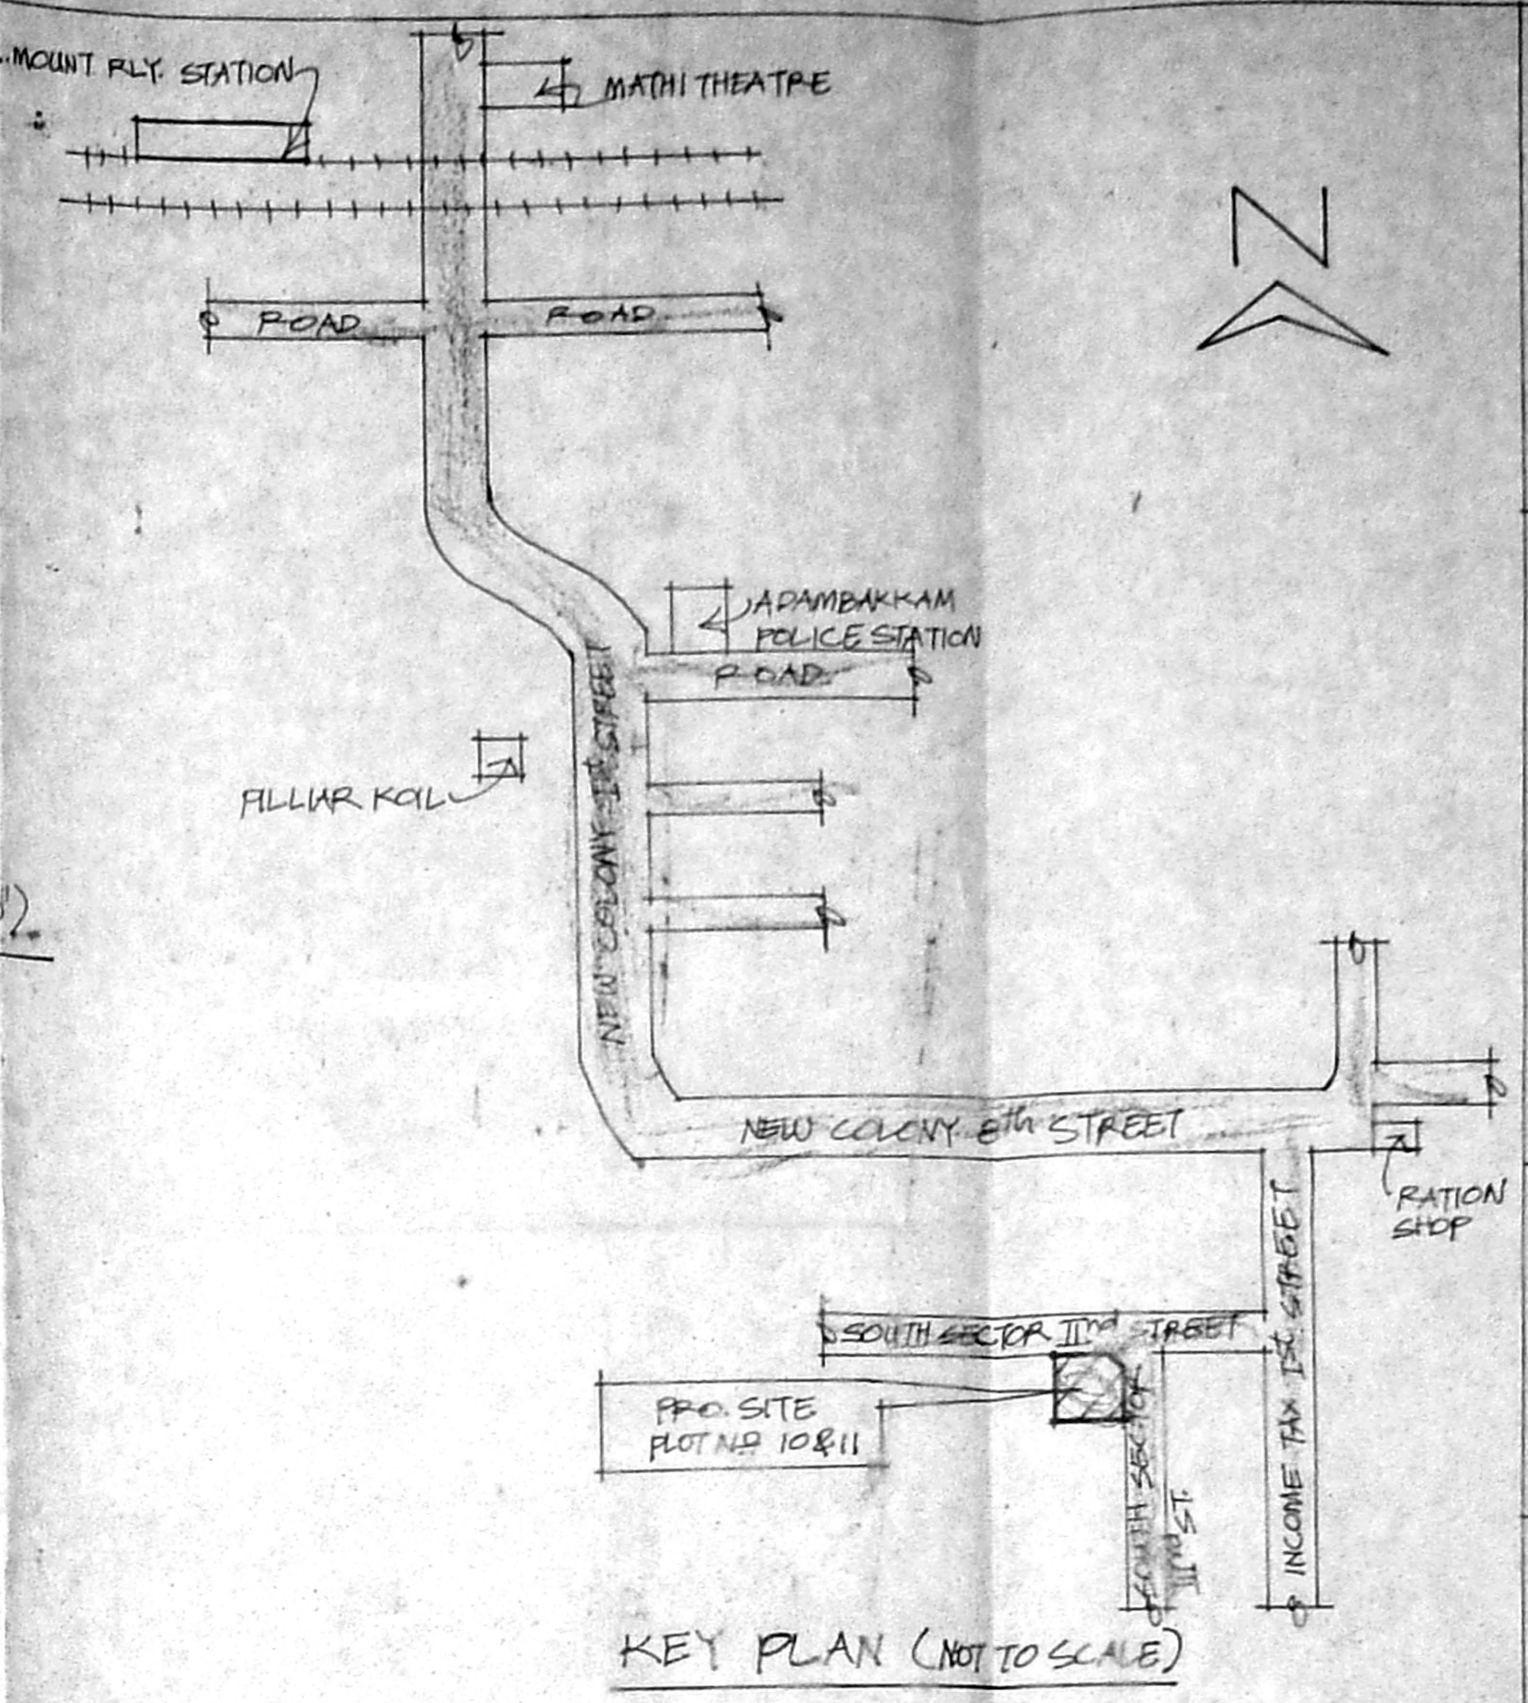 ..MOUNT RLY. STATION
MATHI THEATRE
N
ROAD
ROAD
ADAMBAKKAM
POLICE STATION
ROAD
PILLIAR KOIL
NEW COLONY Ist STREET
NEW COLONY 8th STREET
RATION
SHOP
SOUTH SECTOR IInd STREET
INCOME TAX Ist STREET
PRO. SITE
PLOT No 10 & 11
SOUTH SECTOR
IIIrd ST.
KEY PLAN (NOT TO SCALE)